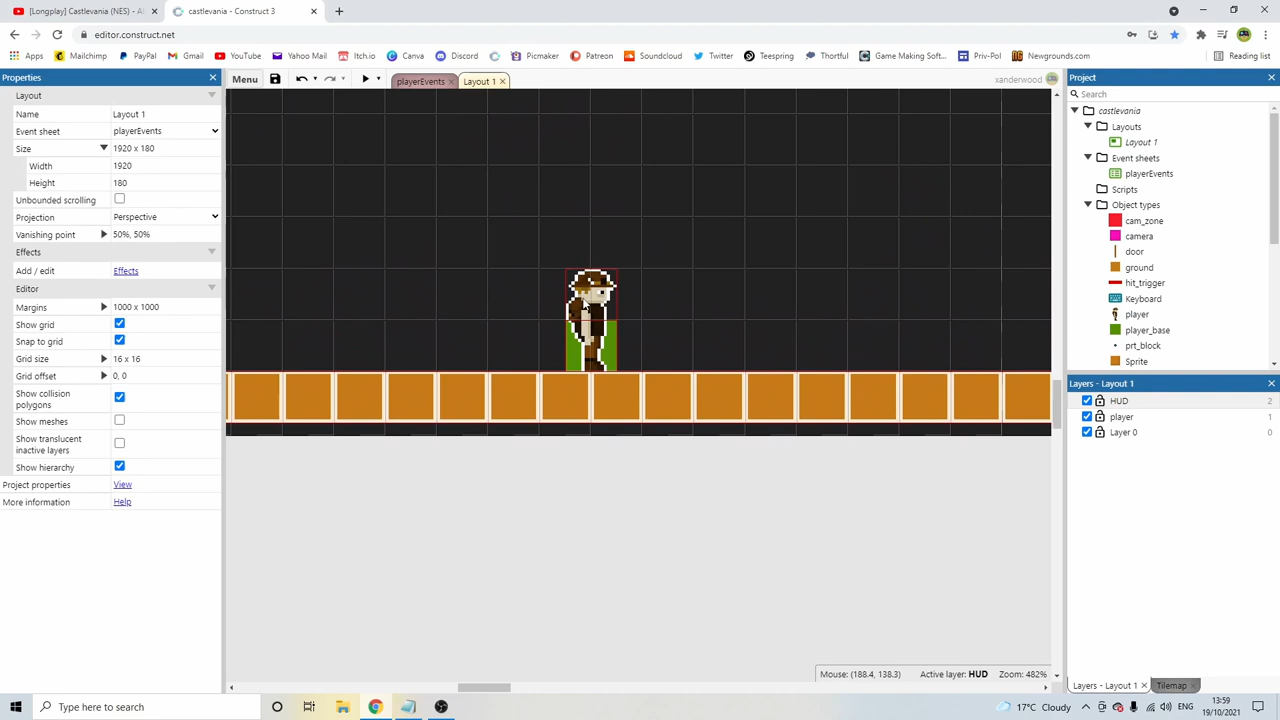 [Longplay] Castlevania (NES) - A
castlevania - Construct 3
editor.construct.net
Apps
Mailchimp
PayPal
Gmail
YouTube
Yahoo Mail
Itch.io
Canva
Discord
Picmaker
Patreon
Soundcloud
Twitter
Teespring
Thortful
Game Making Soft...
Priv-Pol
Newgrounds.com
Reading list
Properties
Menu
playerEvents
Layout 1
xanderwood
Project
Layout
Name Layout 1
Event sheet playerEvents
Size 1920 x 180
Width 1920
Height 180
Unbounded scrolling
Projection Perspective
Vanishing point 50%, 50%
Effects
Add / edit Effects
Editor
Margins 1000 x 1000
Show grid
Snap to grid
Grid size 16 x 16
Grid offset 0, 0
Show collision
polygons
Show meshes
Show translucent
inactive layers
Show hierarchy
Project properties View
More information Help
Search
castlevania
Layouts
Layout 1
Event sheets
playerEvents
Scripts
Object types
cam_zone
camera
door
ground
hit_trigger
Keyboard
player
player_base
prt_block
Sprite
Layers - Layout 1
HUD 2
player 1
Layer 0 0
Mouse: (188.4, 138.3) Active layer: HUD Zoom: 482%
Layers - Layout 1
Tilemap
Type here to search
17°C Cloudy
ENG
13:59
19/10/2021